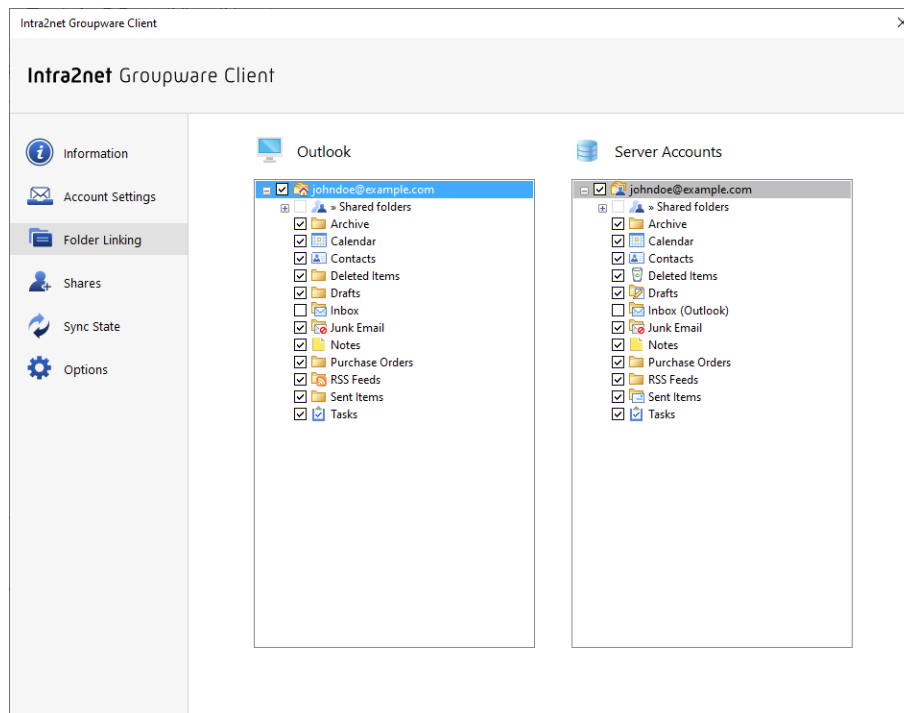 Intra2net Groupware Client
Intra2net Groupware Client
Information
Account Settings
Folder Linking
Shares
Sync State
Options
Outlook
johndoe@example.com
» Shared folders
Archive
Calendar
Contacts
Deleted Items
Drafts
Inbox
Junk Email
Notes
Purchase Orders
RSS Feeds
Sent Items
Tasks
Server Accounts
johndoe@example.com
» Shared folders
Archive
Calendar
Contacts
Deleted Items
Drafts
Inbox (Outlook)
Junk Email
Notes
Purchase Orders
RSS Feeds
Sent Items
Tasks